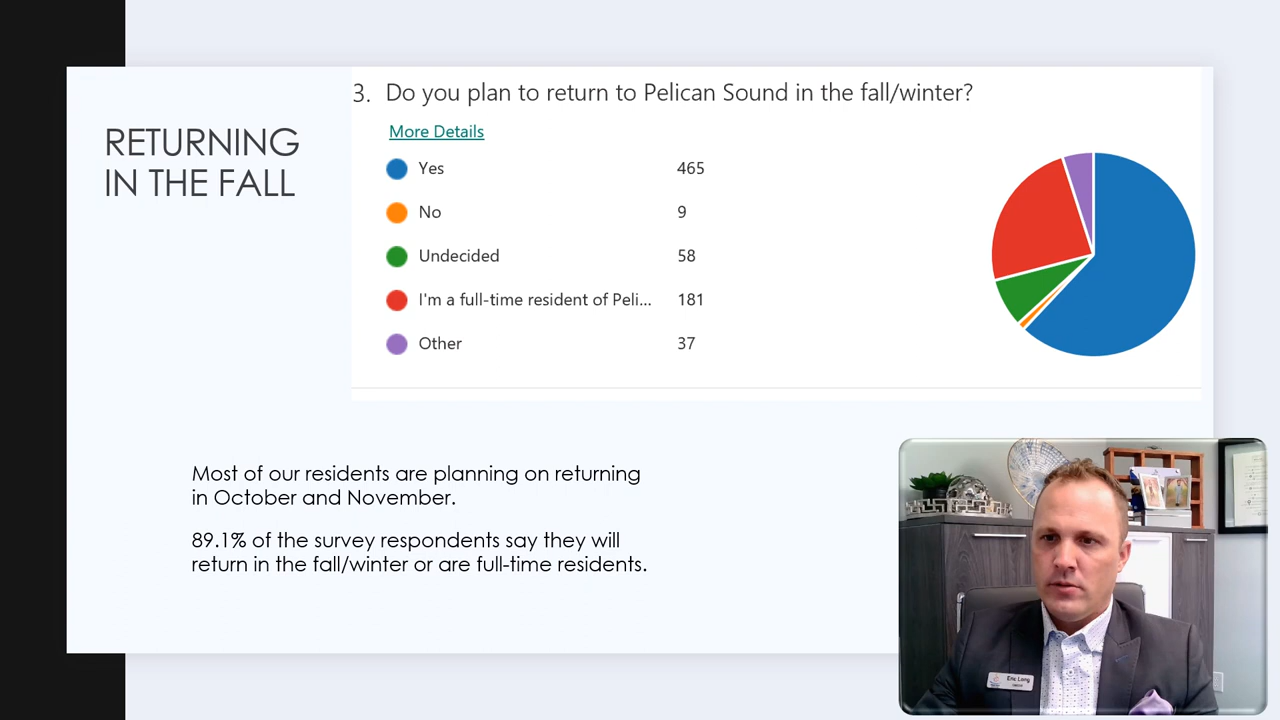 RETURNING
IN THE FALL
3. Do you plan to return to Pelican Sound in the fall/winter?
More Details
Yes 465
No 9
Undecided 58
I'm a full-time resident of Peli... 181
Other 37
Most of our residents are planning on returning
in October and November.
89.1% of the survey respondents say they will
return in the fall/winter or are full-time residents.
Eric Long